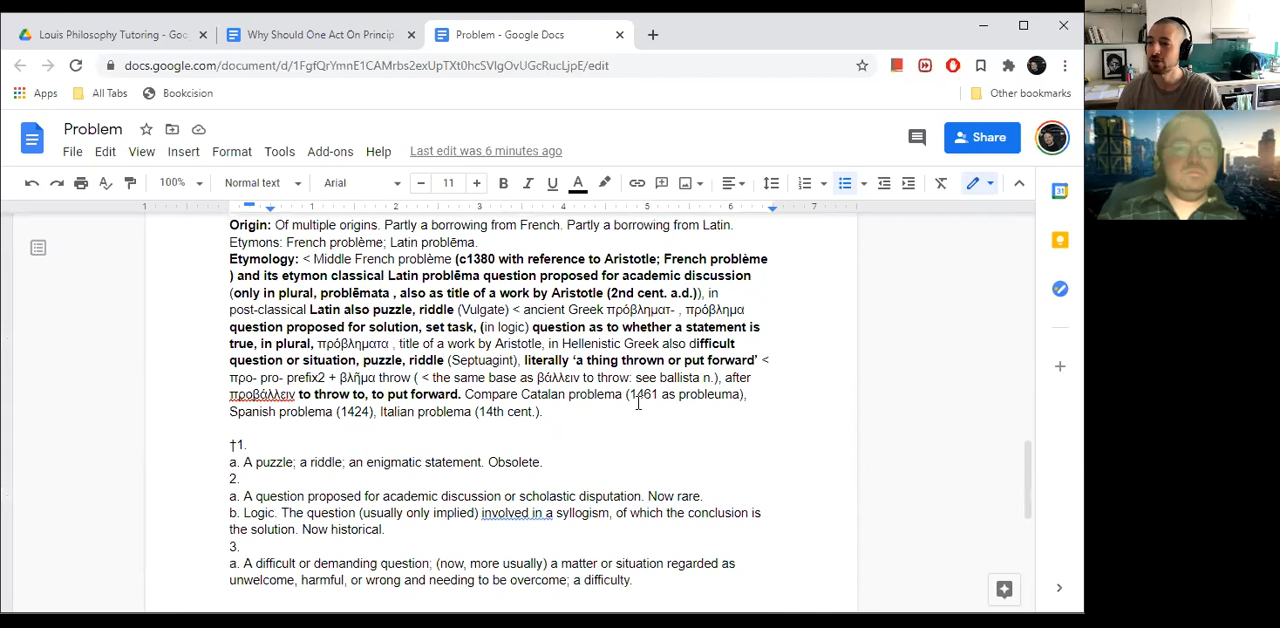 Louis Philosophy Tutoring - Goo
Why Should One Act On Princip
Problem - Google Docs
docs.google.com/document/d/1FgfQrYmnE1CAMrbs2exUpTXt0hcSVIgOvUGcRucLjpE/edit
Apps All Tabs Bookcision Other bookmarks
Problem
File Edit View Insert Format Tools Add-ons Help Last edit was 6 minutes ago
Share
100% Normal text Arial 11
1 1 2 3 4 5 6 7
Origin: Of multiple origins. Partly a borrowing from French. Partly a borrowing from Latin.
Etymons: French problème; Latin problēma.
Etymology: < Middle French problème (c1380 with reference to Aristotle; French problème
) and its etymon classical Latin problēma question proposed for academic discussion
(only in plural, problēmata , also as title of a work by Aristotle (2nd cent. a.d.)), in
post-classical Latin also puzzle, riddle (Vulgate) < ancient Greek πρόβληματ- , πρόβλημα
question proposed for solution, set task, (in logic) question as to whether a statement is
true, in plural, πρόβληματα , title of a work by Aristotle, in Hellenistic Greek also difficult
question or situation, puzzle, riddle (Septuagint), literally ‘a thing thrown or put forward’ <
προ- pro- prefix2 + βλῆμα throw ( < the same base as βάλλειν to throw: see ballista n.), after
προβάλλειν to throw to, to put forward. Compare Catalan problema (1461 as probleuma),
Spanish problema (1424), Italian problema (14th cent.).
†1.
a. A puzzle; a riddle; an enigmatic statement. Obsolete.
2.
a. A question proposed for academic discussion or scholastic disputation. Now rare.
b. Logic. The question (usually only implied) involved in a syllogism, of which the conclusion is
the solution. Now historical.
3.
a. A difficult or demanding question; (now, more usually) a matter or situation regarded as
unwelcome, harmful, or wrong and needing to be overcome; a difficulty.